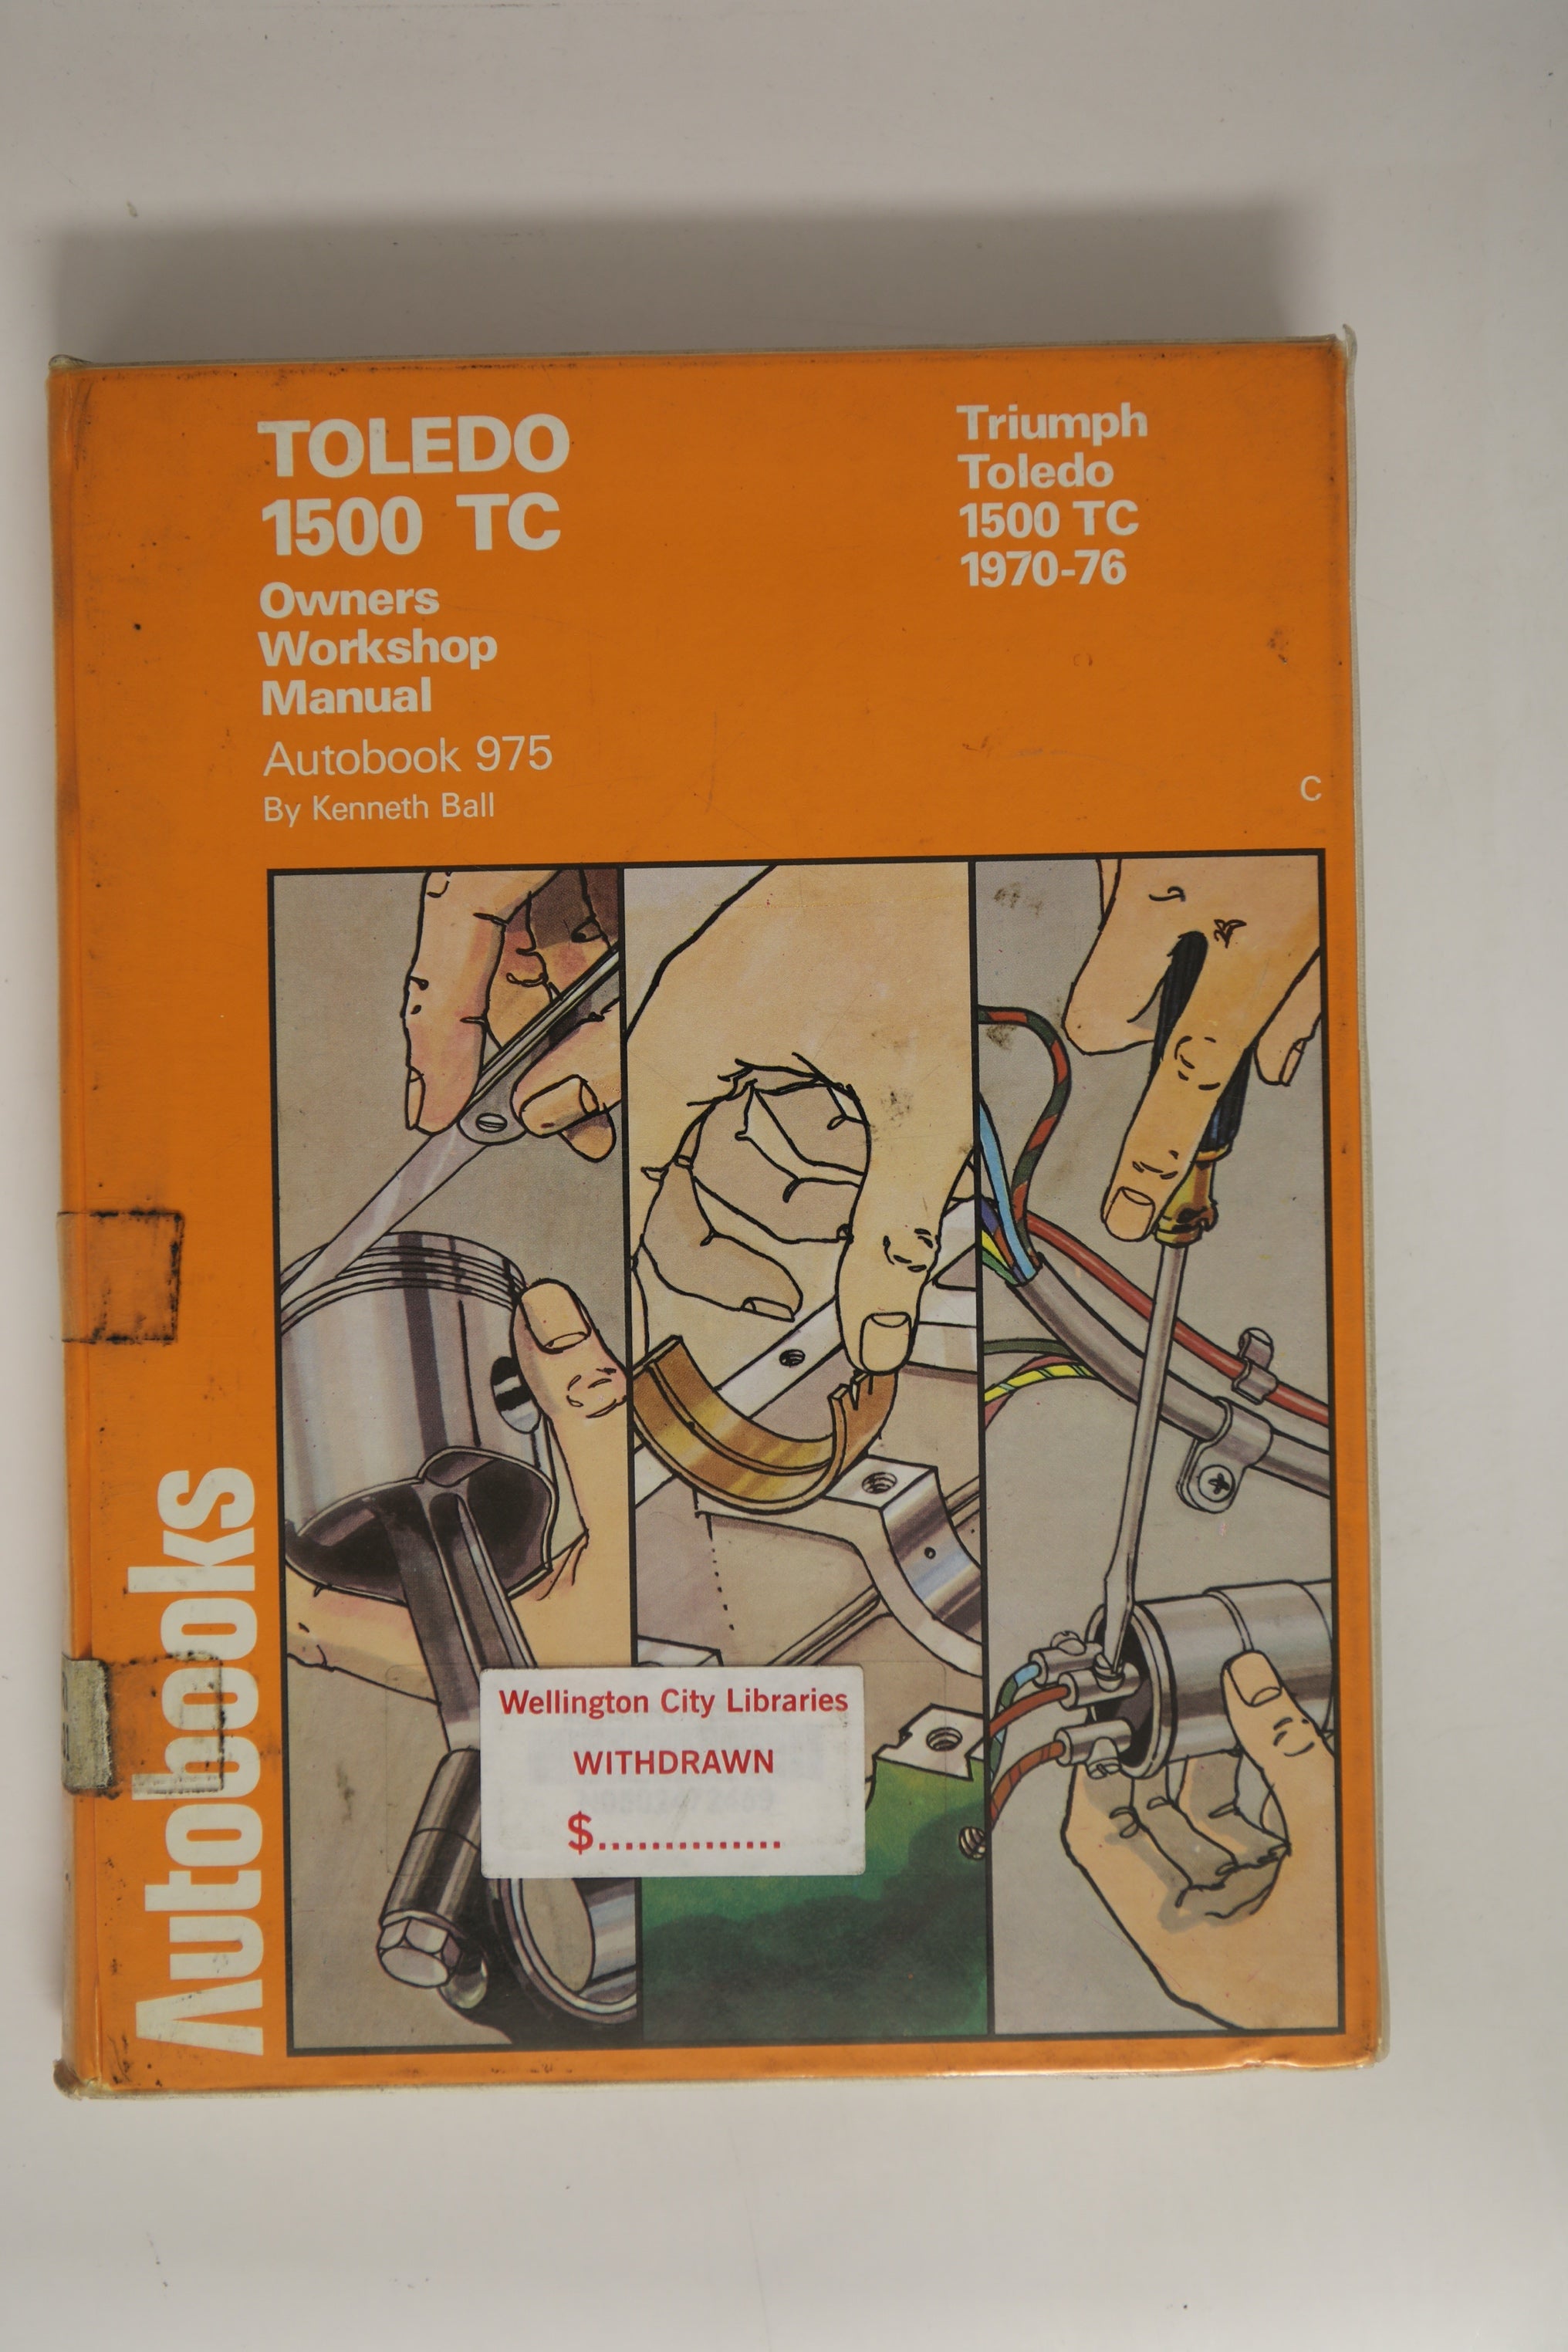 TOLEDO
1500 TC
Owners
Workshop
Manual
Autobook 975
By Kenneth Ball
Triumph
Toledo
1500 TC
1970-76
C
Autobooks
Wellington City Libraries
WITHDRAWN
$..............